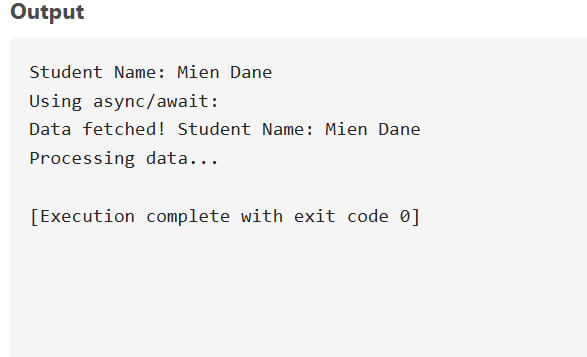 Output
Student Name: Mien Dane
Using async/await:
Data fetched! Student Name: Mien Dane
Processing data...
[Execution complete with exit code 0]